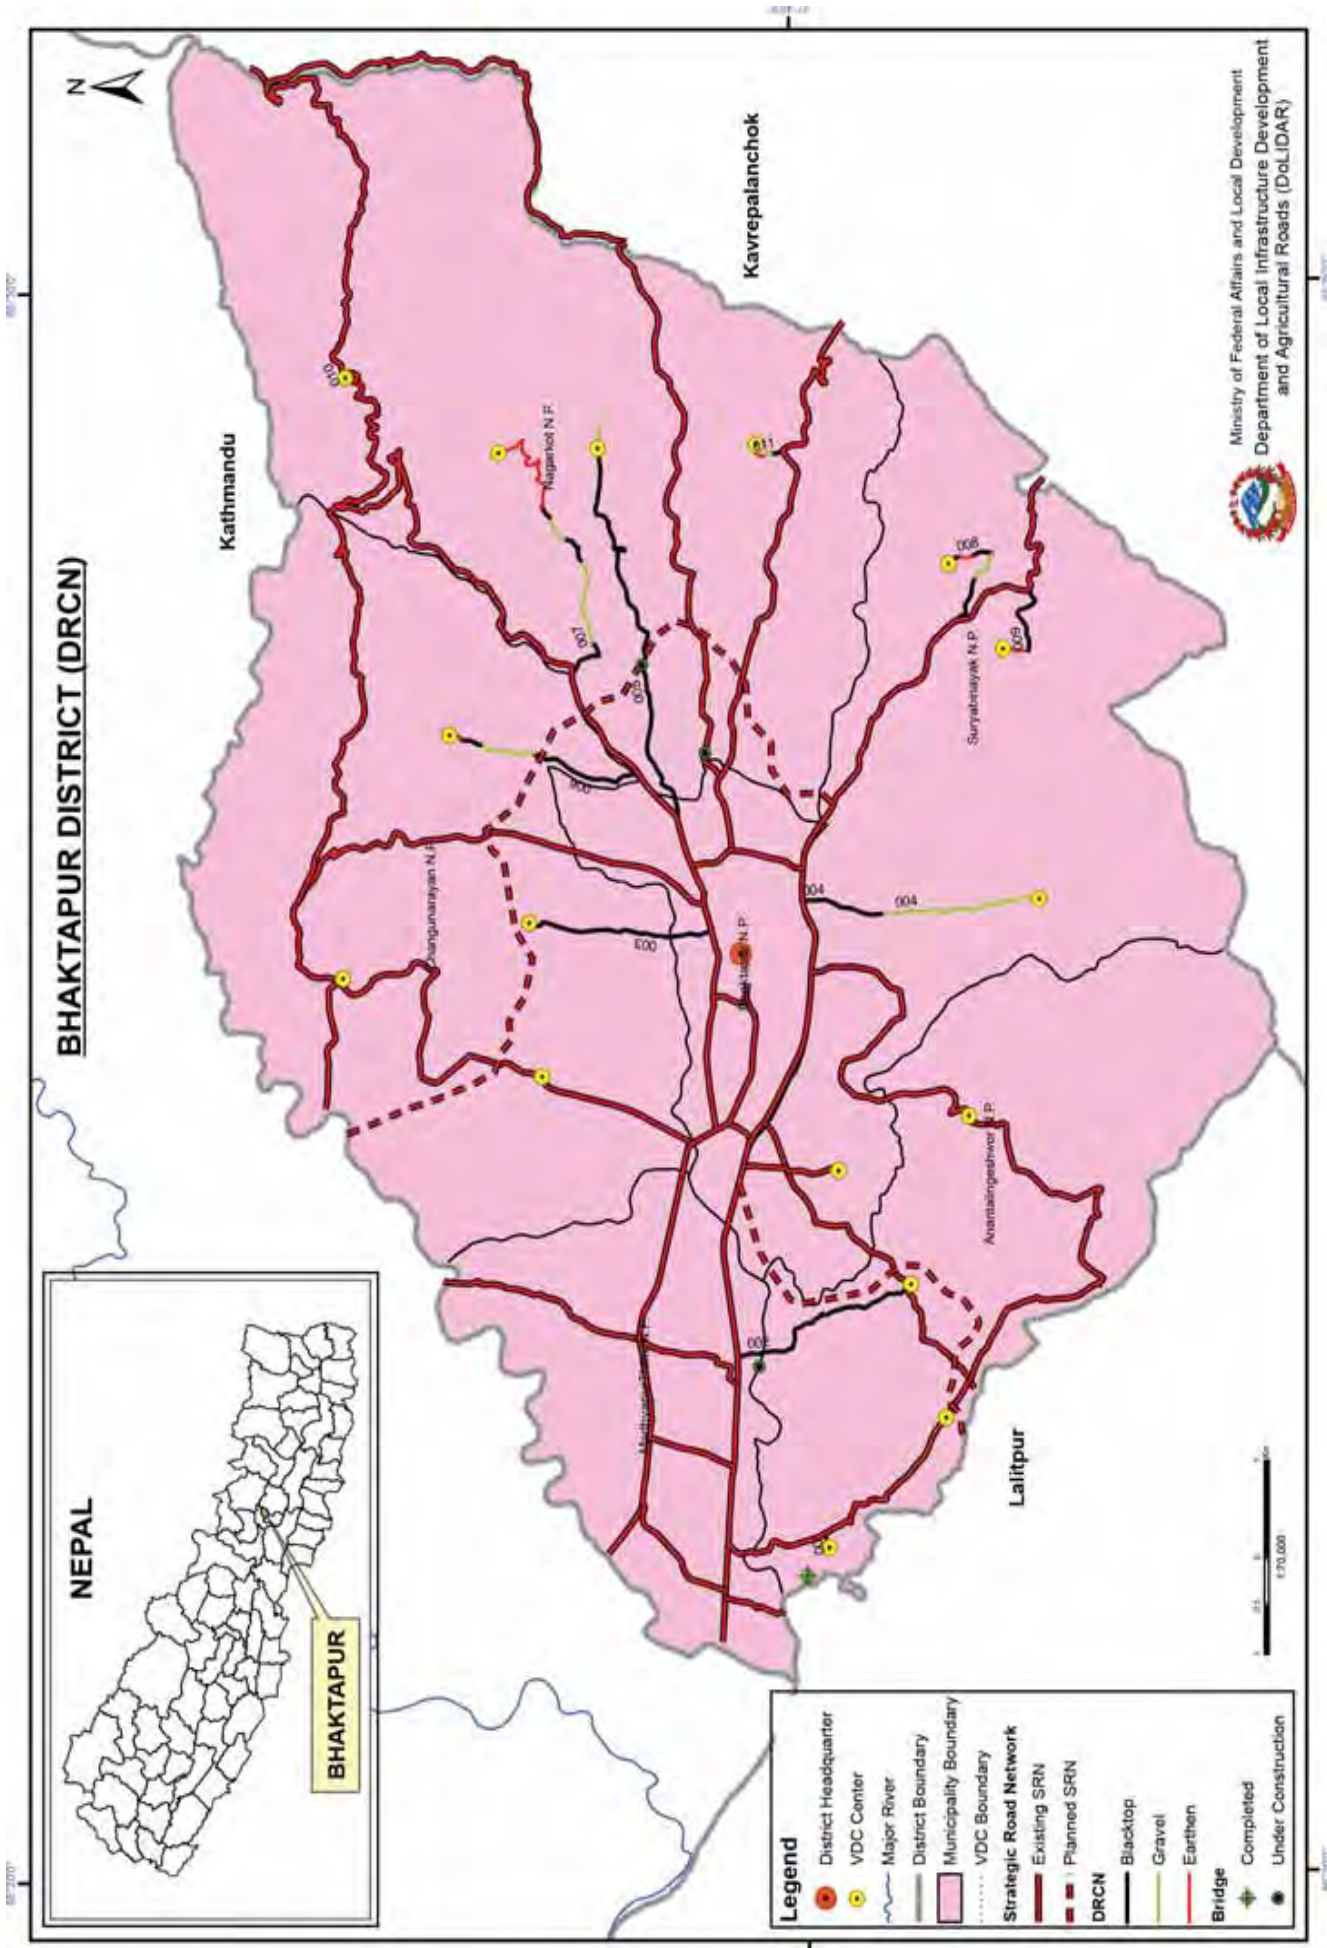 BHAKTAPUR DISTRICT (DRCN)
N
NEPAL
BHAKTAPUR
Kathmandu
Kavrepalanchok
Lalitpur
Nagarkot N.P.
Suryabinayak N.P.
Anantalingeshwor N.P.
010
011
007
005
006
003
004
004
008
009
Legend
District Headquarter
VDC Center
Major River
District Boundary
Municipality Boundary
VDC Boundary
Strategic Road Network
Existing SRN
Planned SRN
DRCN
Blacktop
Gravel
Earthen
Bridge
Completed
Under Construction
1:70,000
Ministry of Federal Affairs and Local Development
Department of Local Infrastructure Development
and Agricultural Roads (DoLIDAR)